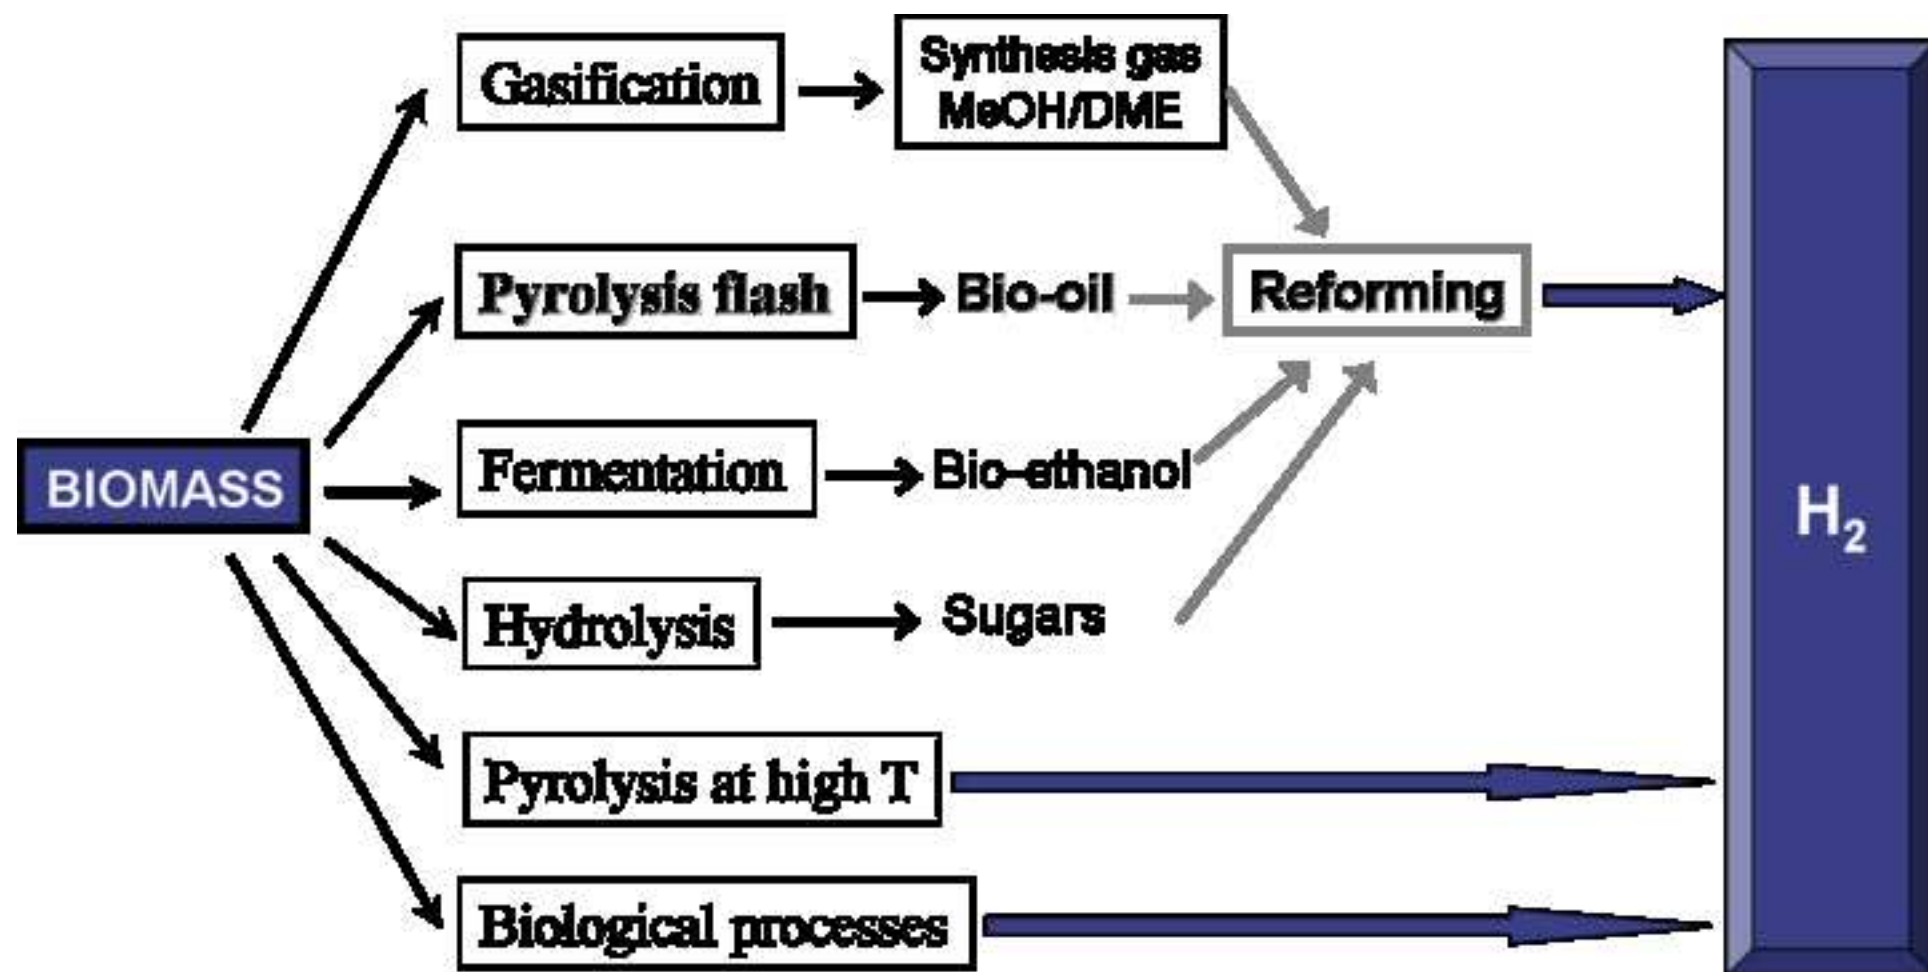 Gasification
Synthesis gas
MeOH/DME
Pyrolysis flash
Bio-oil
Reforming
Fermentation
Bio-ethanol
BIOMASS
H₂
Hydrolysis
Sugars
Pyrolysis at high T
Biological processes